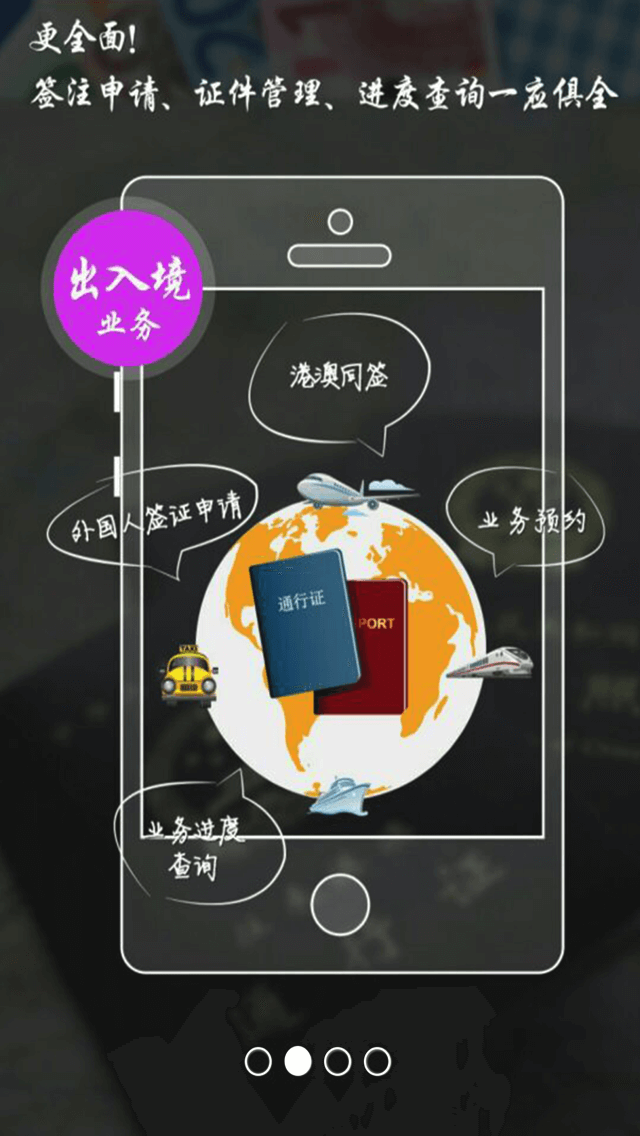 更全面!
签注申请、证件管理、进度查询一应俱全
出入境
业务
港澳同签
外国人签证申请
业务预约
通行证
PORT
TAXI
业务进度
查询